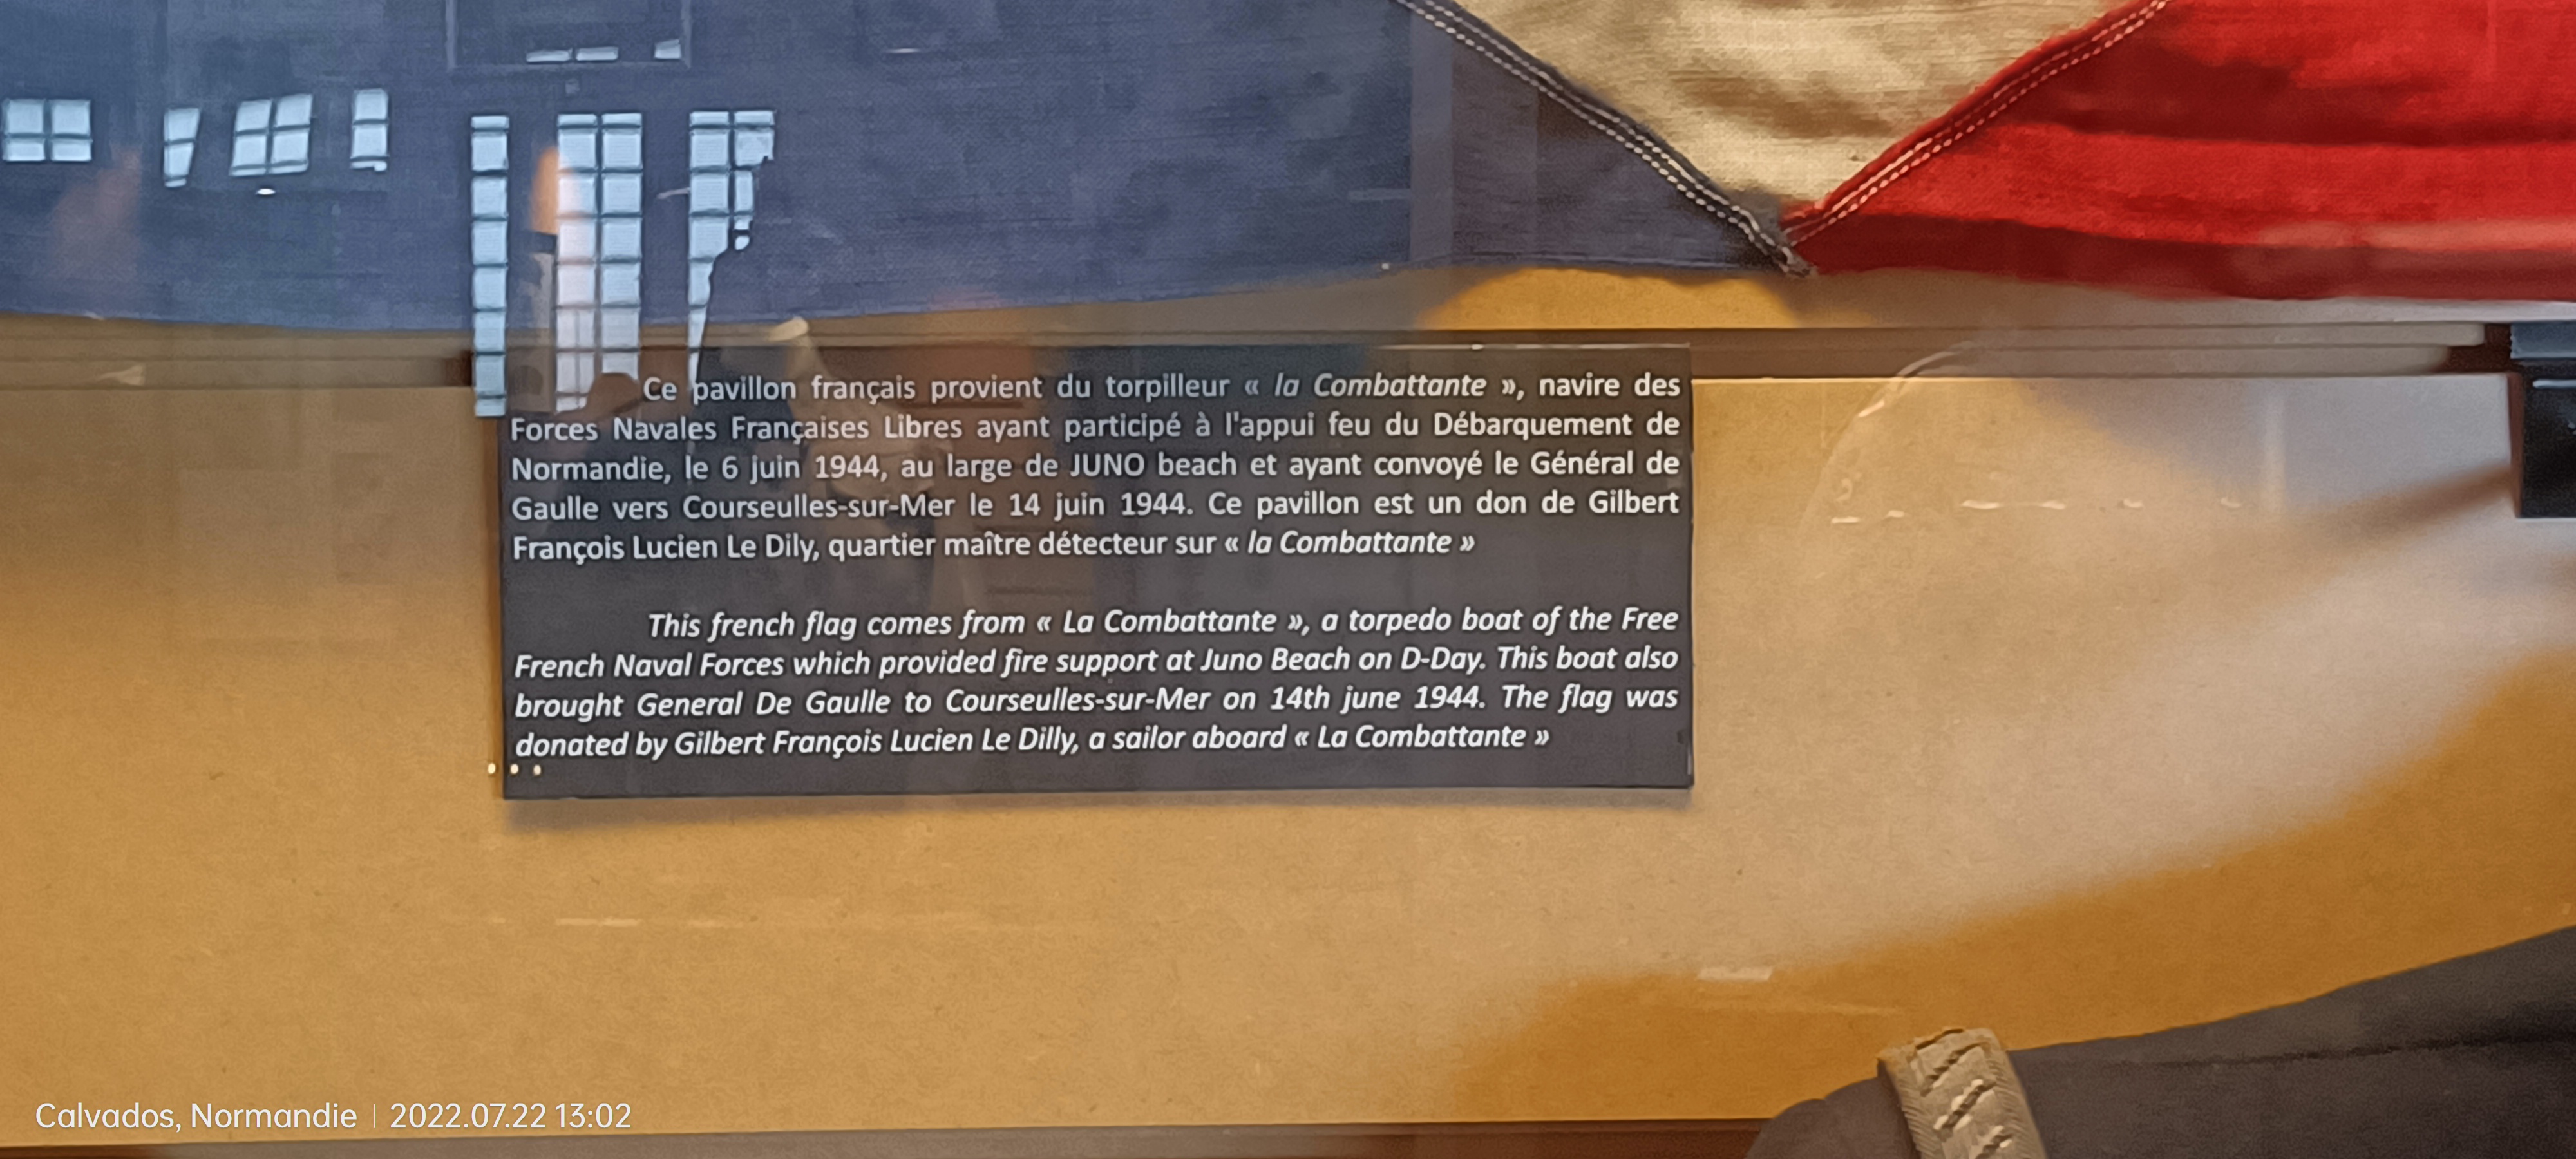 Ce pavillon français provient du torpilleur « la Combattante », navire des
Forces Navales Françaises Libres ayant participé à l'appui feu du Débarquement de
Normandie, le 6 juin 1944, au large de JUNO beach et ayant convoyé le Général de
Gaulle vers Courseulles-sur-Mer le 14 juin 1944. Ce pavillon est un don de Gilbert
François Lucien Le Dily, quartier maître détecteur sur « la Combattante »
This french flag comes from « La Combattante », a torpedo boat of the Free
French Naval Forces which provided fire support at Juno Beach on D-Day. This boat also
brought General De Gaulle to Courseulles-sur-Mer on 14th june 1944. The flag was
donated by Gilbert François Lucien Le Dilly, a sailor aboard « La Combattante »
Calvados, Normandie | 2022.07.22 13:02